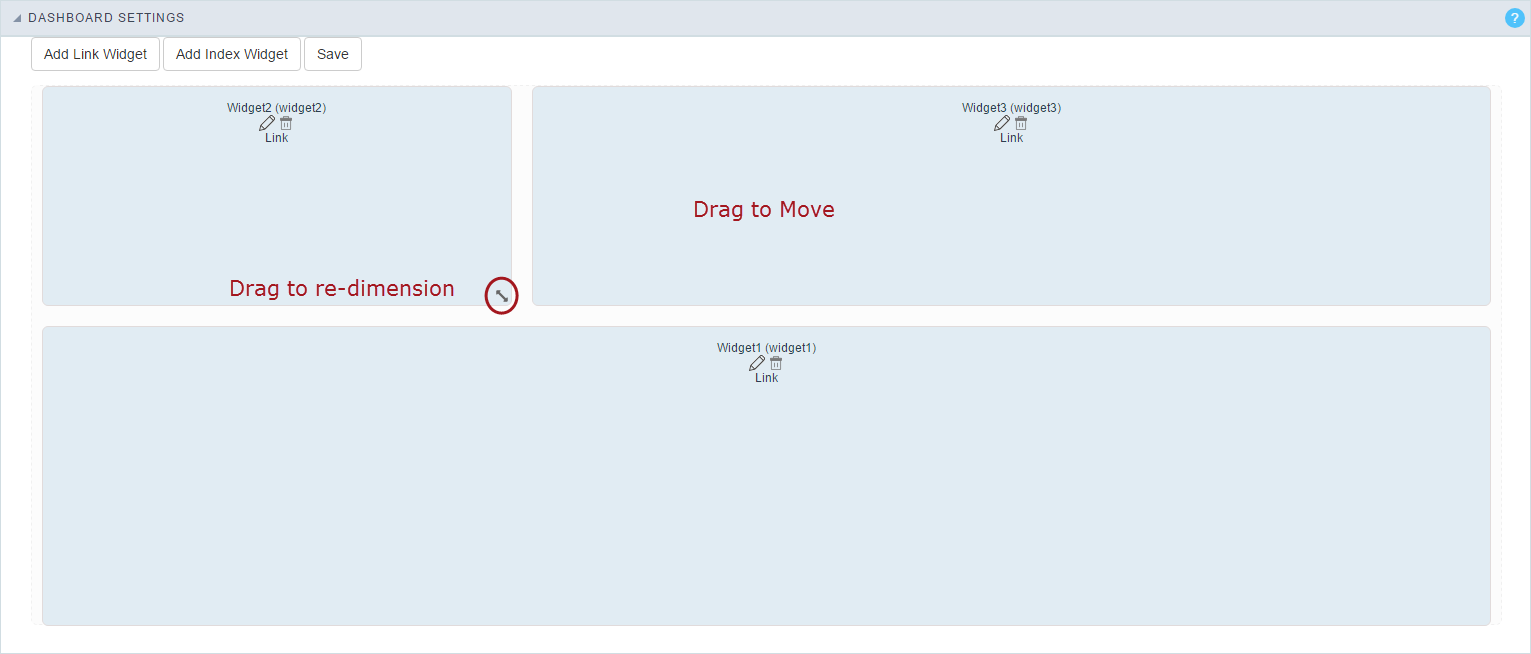 DASHBOARD SETTINGS
?
Add Link Widget Add Index Widget Save
Widget2 (widget2)
Link
Widget3 (widget3)
Link
Drag to Move
Drag to re-dimension
Widget1 (widget1)
Link